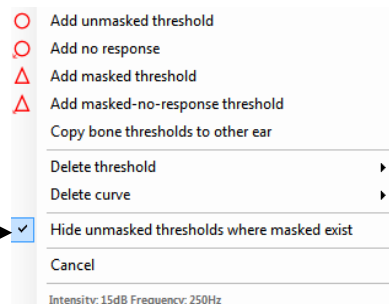 Add unmasked threshold
Add no response
Add masked threshold
Add masked-no-response threshold
Copy bone thresholds to other ear
Delete threshold
Delete curve
Hide unmasked thresholds where masked exist
Cancel
Intensity: 15dB Frequency: 250Hz